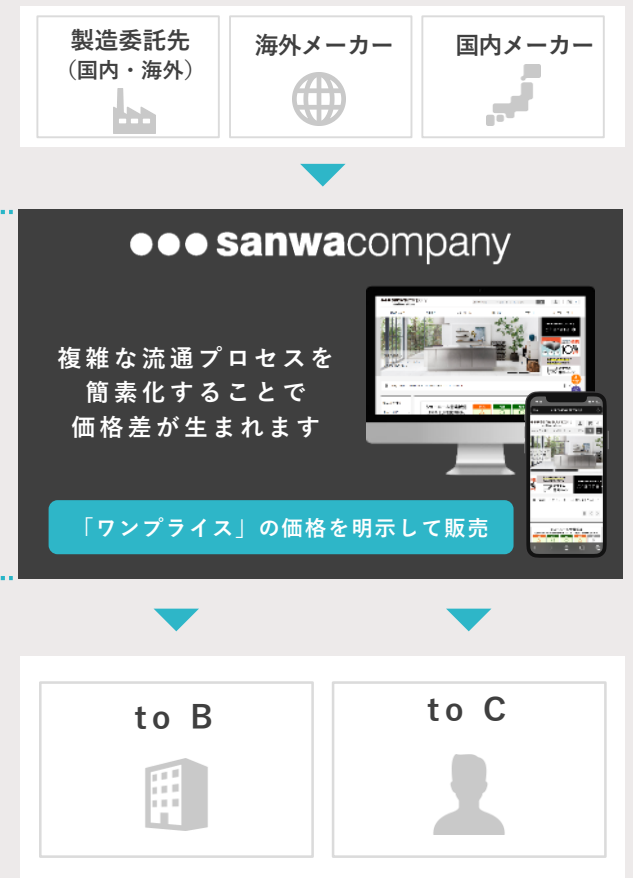 製造委託先
（国内・海外）
海外メーカー
国内メーカー
sanwacompany
複雑な流通プロセスを
簡素化することで
価格差が生まれます
「ワンプライス」の価格を明示して販売
to B
to C